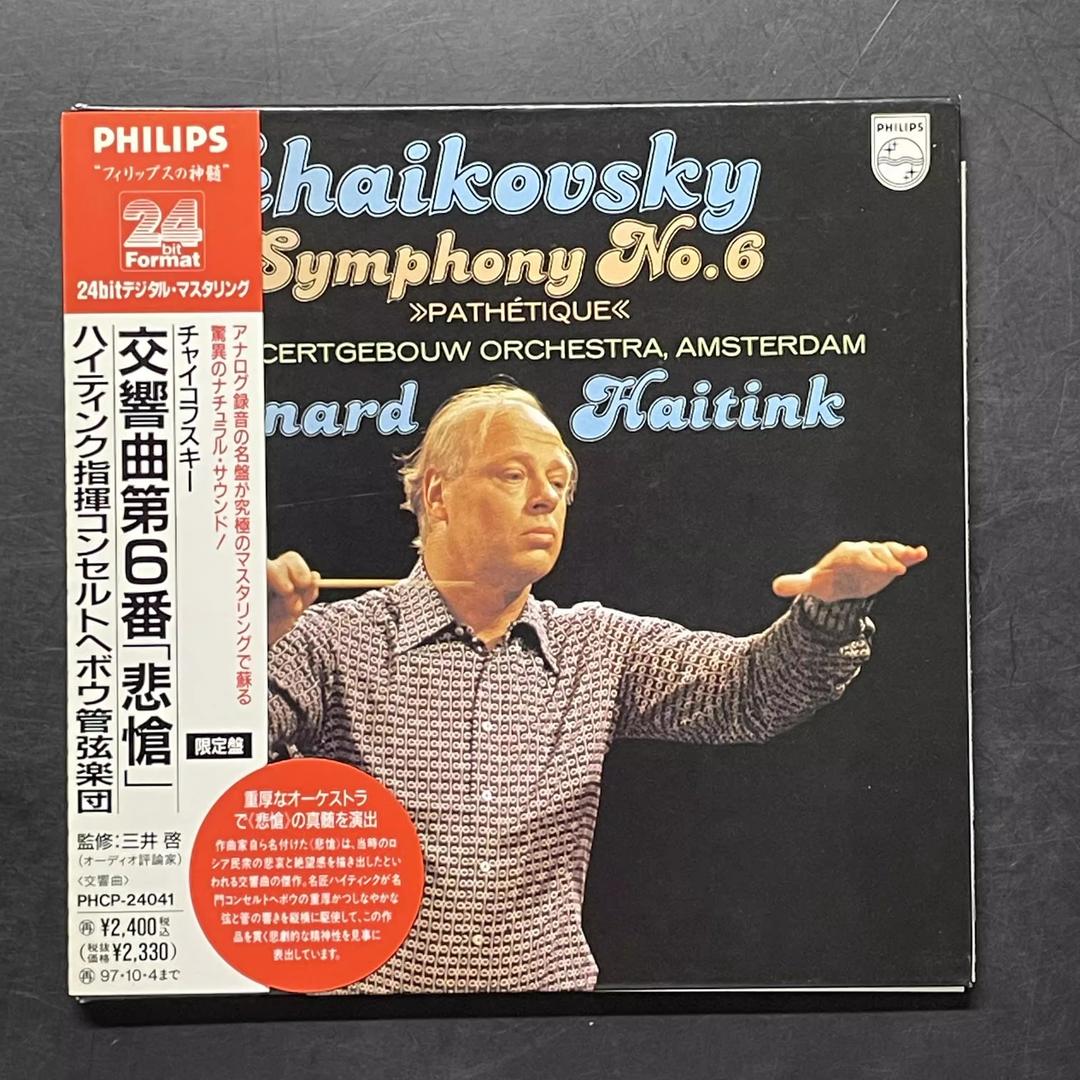 PHILIPS
"フィリップスの神髄"
24
bit
Format
24bitデジタル・マスタリング
アナログ録音の名盤が究極のマスタリングで蘇る
驚異のナチュラル・サウンド!
チャイコフスキー
交響曲第6番「悲愴」
ハイティンク指揮コンセルトヘボウ管弦楽団
限定盤
監修:三井 啓
(オーディオ評論家)
〈交響曲〉
PHCP-24041
再 ¥2,400 税込
(税抜価格 ¥2,330)
再 97・10・4まで
重厚なオーケストラ
で〈悲愴〉の真髄を演出
作曲家自ら名付けた〈悲愴〉は、当時のロ
シア民衆の悲哀と絶望感を描き出したとい
われる交響曲の傑作。名匠ハイティンクが名
門コンセルトヘボウの重厚かつしなやかな
弦と管の響きを縦横に駆使して、この作
品を貫く悲劇的な精神性を見事に
表出しています。
chaikovsky
Symphony No.6
»PATHÉTIQUE«
CERTGEBOUW ORCHESTRA, AMSTERDAM
nard Haitink
PHILIPS